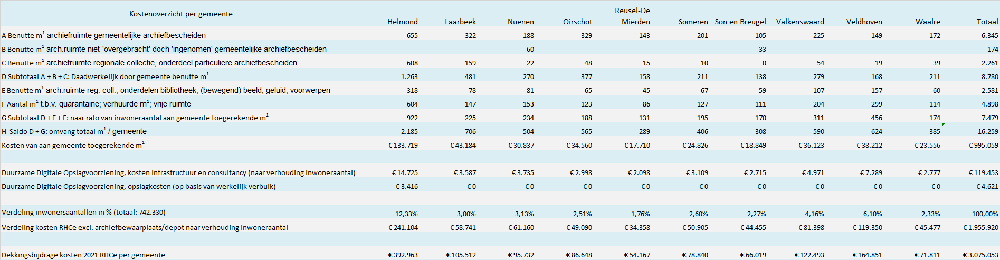 Kostenoverzicht per gemeente Helmond Laarbeek Nuenen Oirschot Reusel-De Mierden Someren Son en Breugel Valkenswaard Veldhoven Waalre Totaal
A Benutte m¹ archiefruimte gemeentelijke archiefbescheiden 655 322 188 329 143 201 105 225 149 172 6.345
B Benutte m¹ arch.ruimte niet-'overgebracht' doch 'ingenomen' gemeentelijke archiefbescheiden 60 33 174
C Benutte m¹ archiefruimte regionale collectie, onderdeel particuliere archiefbescheiden 608 159 22 48 15 10 0 54 19 39 2.261
D Subtotaal A + B + C: Daadwerkelijk door gemeente benutte m¹ 1.263 481 270 377 158 211 138 279 168 211 8.780
E Benutte m¹ arch.ruimte reg. coll., onderdelen bibliotheek, (bewegend) beeld, geluid, voorwerpen 318 78 81 65 45 67 59 107 157 60 2.581
F Aantal m¹ t.b.v. quarantaine; verhuurde m¹; vrije ruimte 604 147 153 123 86 127 111 204 299 114 4.898
G Subtotaal D + E + F: naar rato van inwoneraantal aan gemeente toegerekende m¹ 922 225 234 188 131 195 170 311 456 174 7.479
H Saldo D + G: omvang totaal m¹ / gemeente 2.185 706 504 565 289 406 308 590 624 385 16.259
Kosten van aan gemeente toegerekende m¹ € 133.719 € 43.184 € 30.837 € 34.560 € 17.710 € 24.826 € 18.849 € 36.123 € 38.212 € 23.556 € 995.059
Duurzame Digitale Opslagvoorziening, kosten infrastructuur en consultancy (naar verhouding inwoneraantal) € 14.725 € 3.587 € 3.735 € 2.998 € 2.098 € 3.109 € 2.715 € 4.971 € 7.289 € 2.777 € 119.453
Duurzame Digitale Opslagvoorziening, opslagkosten (op basis van werkelijk verbuik) € 3.416 € 0 € 0 € 0 € 0 € 0 € 0 € 0 € 0 € 0 € 4.621
Verdeling inwonersaantallen in % (totaal: 742.330) 12,33% 3,00% 3,13% 2,51% 1,76% 2,60% 2,27% 4,16% 6,10% 2,33% 100,00%
Verdeling kosten RHCe excl. archiefbewaarplaats/depot naar verhouding inwoneraantal € 241.104 € 58.741 € 61.160 € 49.090 € 34.358 € 50.905 € 44.455 € 81.398 € 119.350 € 45.477 € 1.955.920
Dekkingsbijdrage kosten 2021 RHCe per gemeente € 392.963 € 105.512 € 95.732 € 86.648 € 54.167 € 78.840 € 66.019 € 122.493 € 164.851 € 71.811 € 3.075.053